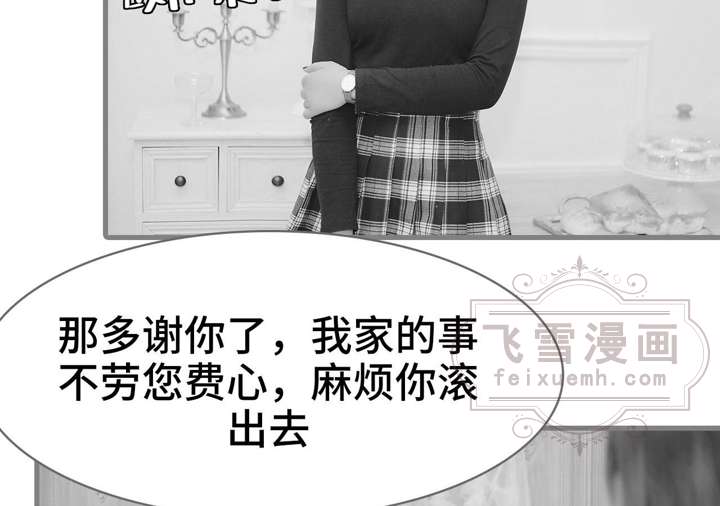 那多谢你了，我家的事
不劳您费心，麻烦你滚
出去
飞雪漫画
feixuemh.com